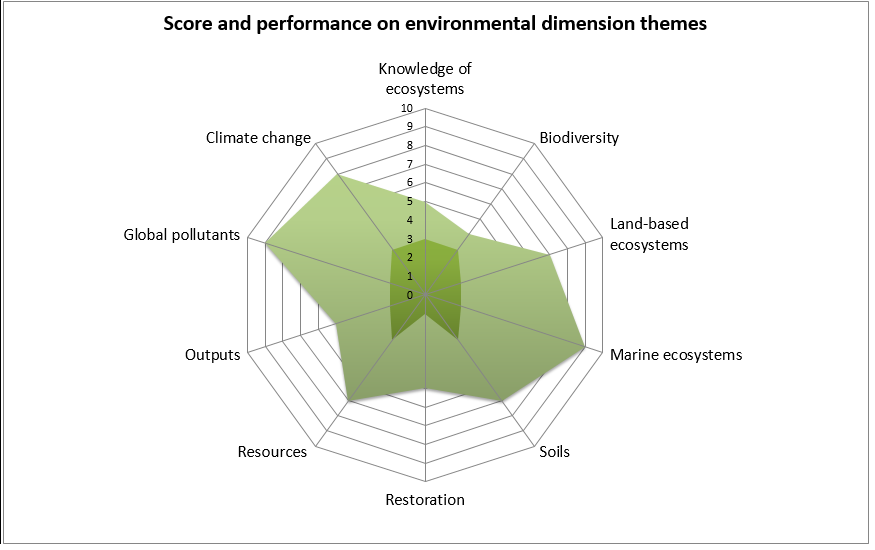 Score and performance on environmental dimension themes
Knowledge of
ecosystems
10
9
8
7
6
5
4
3
2
1
0
Biodiversity
Land-based
ecosystems
Marine ecosystems
Soils
Restoration
Resources
Outputs
Global pollutants
Climate change